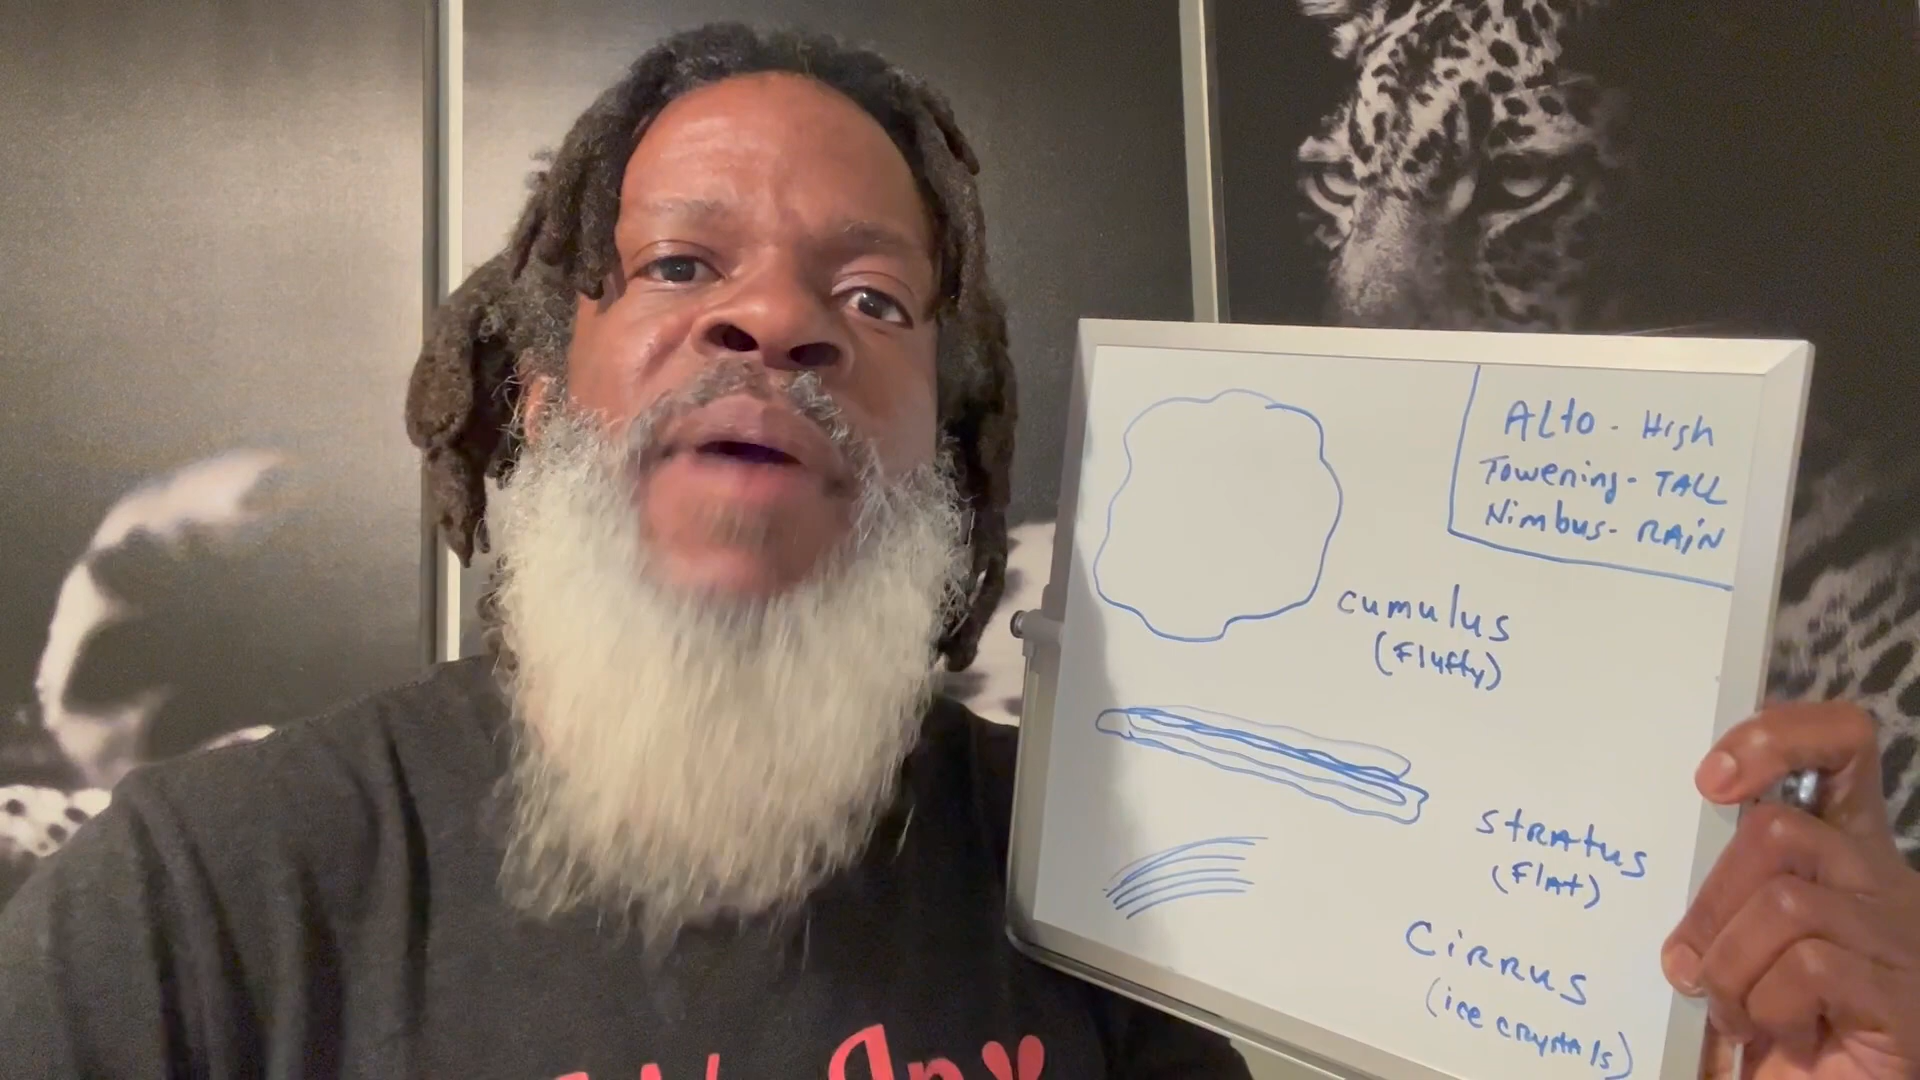 Alto - High
Towering - TALL
Nimbus - RAiN
cumulus
(Fluffy)
StRAtus
(FlAt)
CiRRus
(ice crystals)